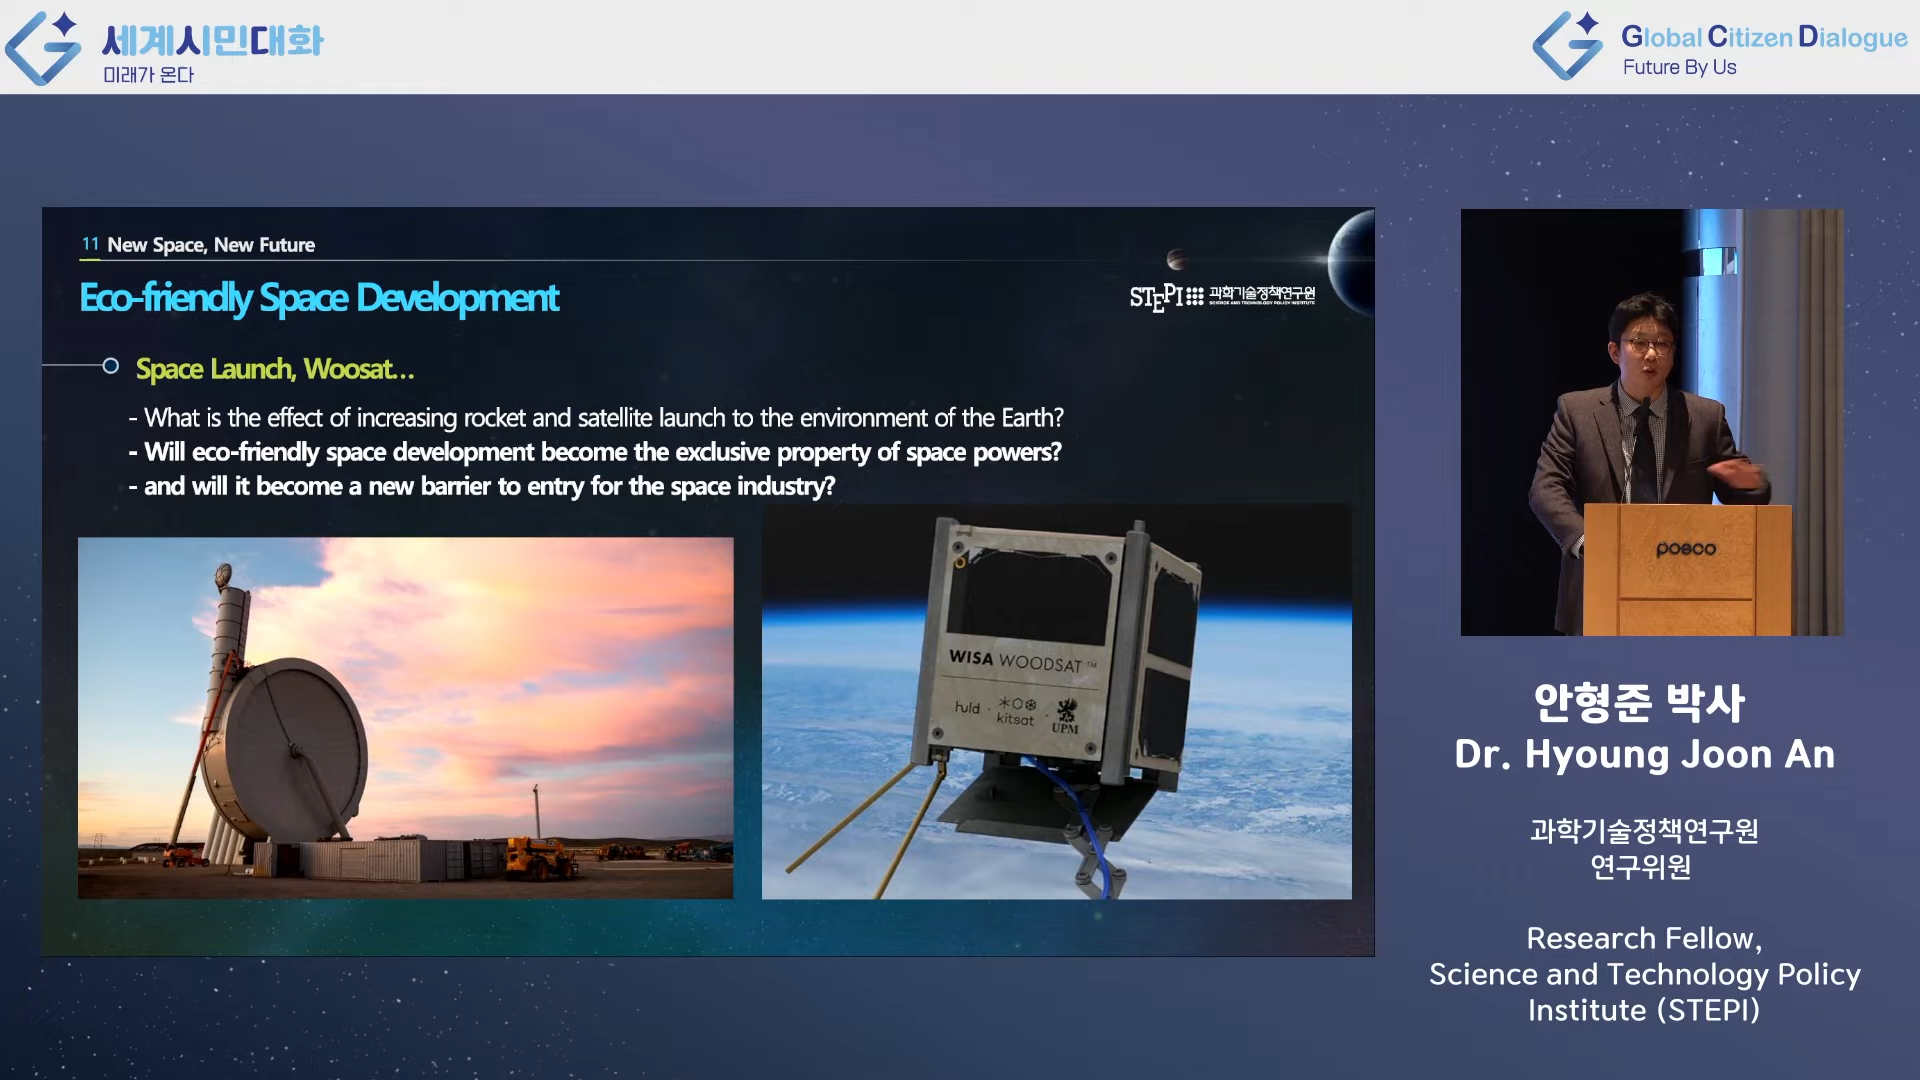 세계시민대화
미래가 온다
Global Citizen Dialogue
Future By Us
11 New Space, New Future
Eco-friendly Space Development
STEPI 과학기술정책연구원
SCIENCE AND TECHNOLOGY POLICY INSTITUTE
Space Launch, Woosat...
- What is the effect of increasing rocket and satellite launch to the environment of the Earth?
- Will eco-friendly space development become the exclusive property of space powers?
- and will it become a new barrier to entry for the space industry?
WISA WOODSAT™
huld · kitsat · UPM
posco
안형준 박사
Dr. Hyoung Joon An
과학기술정책연구원
연구위원
Research Fellow,
Science and Technology Policy
Institute (STEPI)